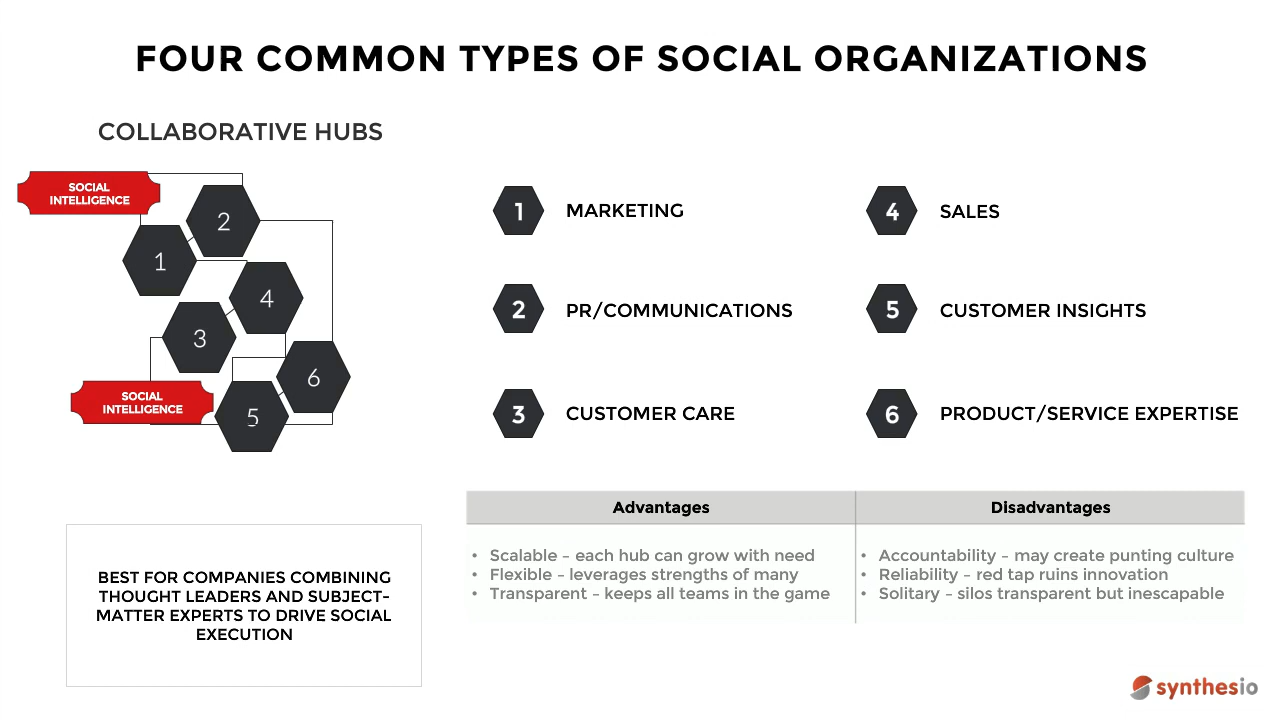 FOUR COMMON TYPES OF SOCIAL ORGANIZATIONS
COLLABORATIVE HUBS
SOCIAL
INTELLIGENCE
2
1
4
3
6
SOCIAL
INTELLIGENCE
5
1 MARKETING
4 SALES
2 PR/COMMUNICATIONS
5 CUSTOMER INSIGHTS
3 CUSTOMER CARE
6 PRODUCT/SERVICE EXPERTISE
BEST FOR COMPANIES COMBINING
THOUGHT LEADERS AND SUBJECT-
MATTER EXPERTS TO DRIVE SOCIAL
EXECUTION
Advantages
• Scalable – each hub can grow with need
• Flexible – leverages strengths of many
• Transparent – keeps all teams in the game
Disadvantages
• Accountability – may create punting culture
• Reliability – red tap ruins innovation
• Solitary – silos transparent but inescapable
synthesio